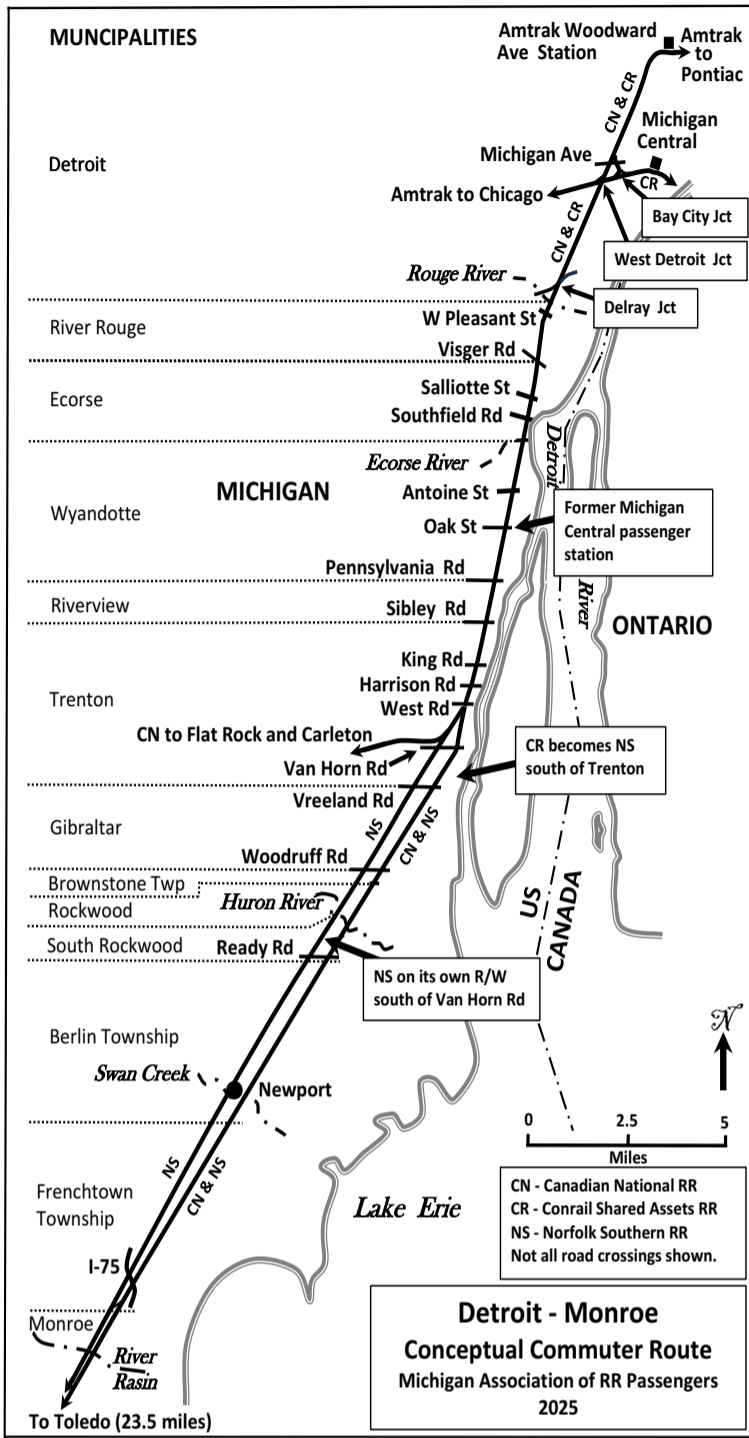 MUNCIPALITIES
Amtrak Woodward
Ave Station
Amtrak
to
Pontiac
CN & CR
Michigan
Central
Detroit
Michigan Ave
CR
Amtrak to Chicago
Bay City Jct
CN & CR
West Detroit Jct
Rouge River
Delray Jct
W Pleasant St
River Rouge
Visger Rd
Ecorse
Salliotte St
Southfield Rd
Detroit
River
Ecorse River
MICHIGAN
Antoine St
Wyandotte
Oak St
Former Michigan
Central passenger
station
Pennsylvania Rd
Riverview
Sibley Rd
ONTARIO
King Rd
Harrison Rd
Trenton
West Rd
CN to Flat Rock and Carleton
Van Horn Rd
CR becomes NS
south of Trenton
Vreeland Rd
NS
CN & NS
Gibraltar
Woodruff Rd
Brownstone Twp
Rockwood
Huron River
US
CANADA
South Rockwood
Ready Rd
NS on its own R/W
south of Van Horn Rd
Berlin Township
N
Swan Creek
Newport
0 2.5 5
Miles
NS
CN & NS
CN - Canadian National RR
CR - Conrail Shared Assets RR
NS - Norfolk Southern RR
Not all road crossings shown.
Frenchtown
Township
Lake Erie
I-75
Monroe
River
Rasin
Detroit - Monroe
Conceptual Commuter Route
Michigan Association of RR Passengers
2025
To Toledo (23.5 miles)